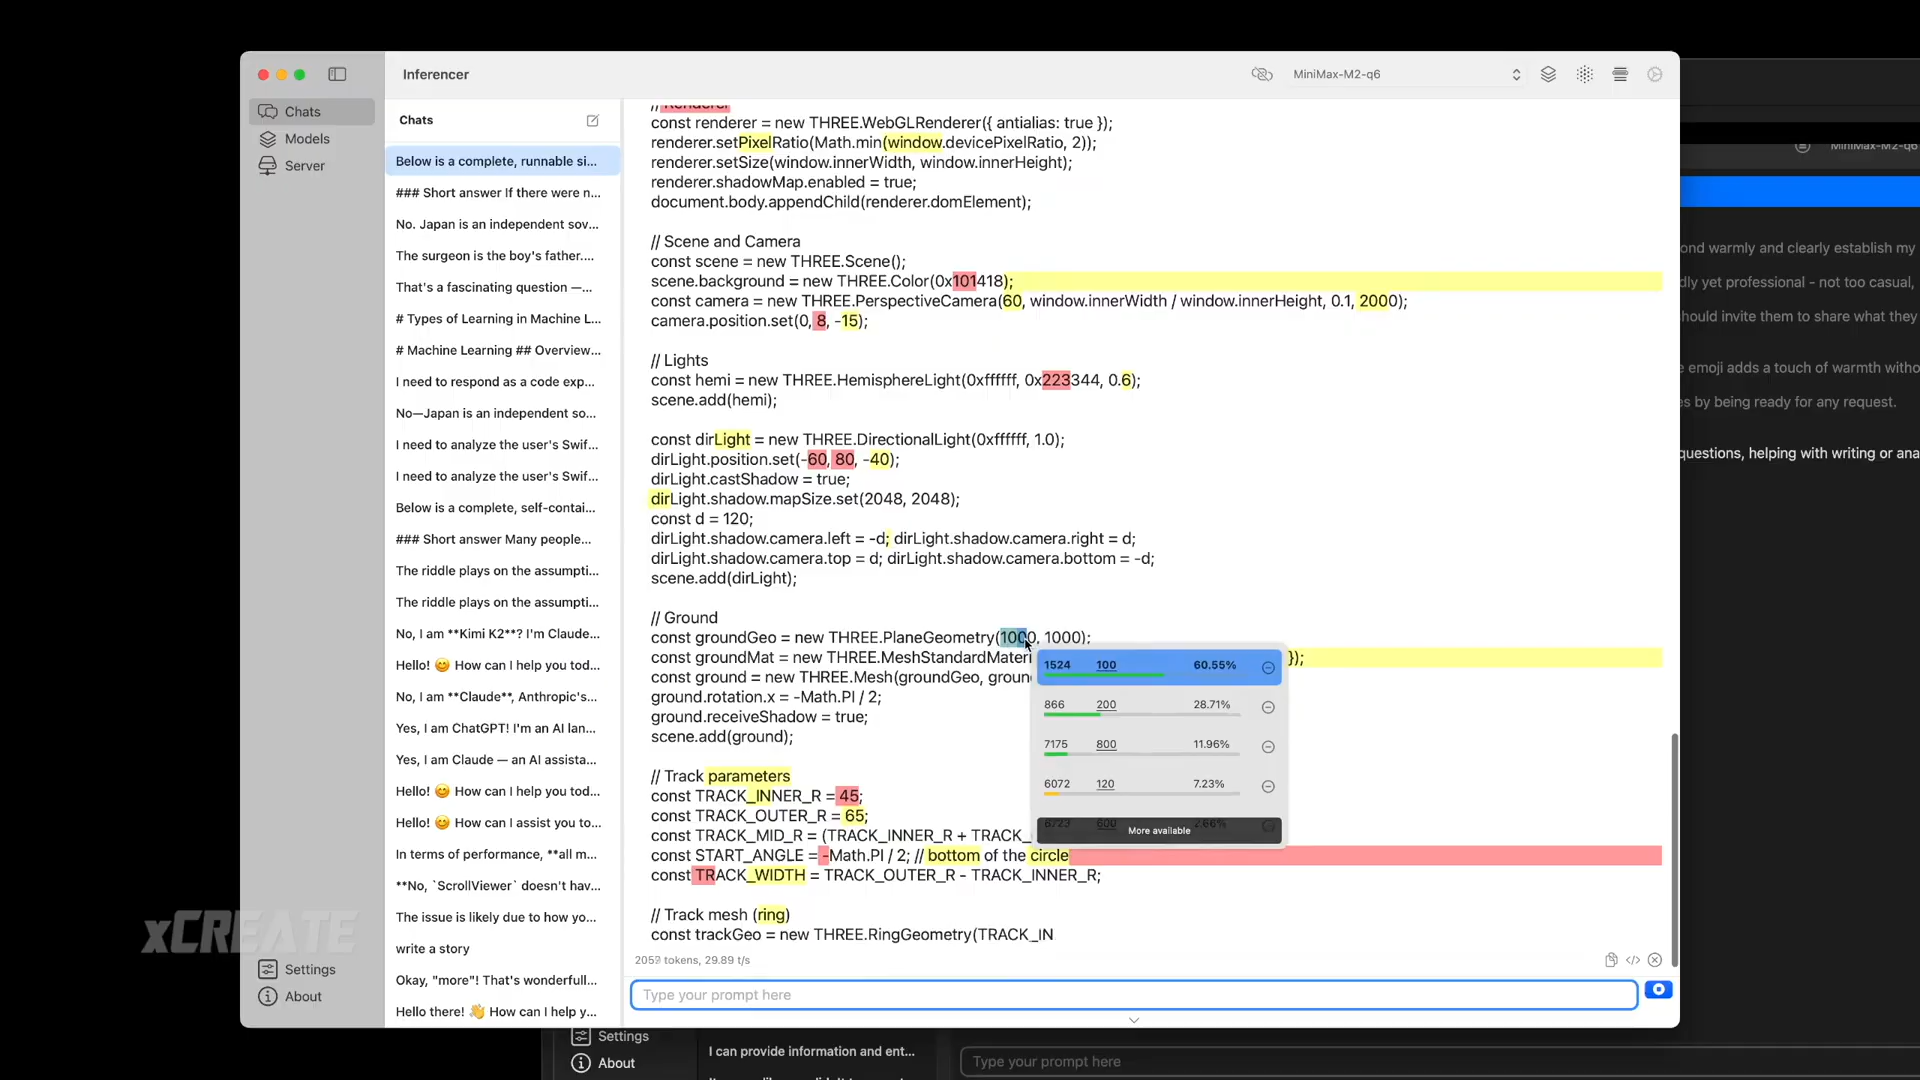 Inferencer
MiniMax-M2-q6
Chats
Models
Server
Settings
About
Chats
Below is a complete, runnable si...
### Short answer If there were n...
No. Japan is an independent sov...
The surgeon is the boy's father....
That's a fascinating question —...
# Types of Learning in Machine L...
# Machine Learning ## Overview...
I need to respond as a code exp...
No—Japan is an independent so...
I need to analyze the user's Swif...
I need to analyze the user's Swif...
Below is a complete, self-contai...
### Short answer Many people...
The riddle plays on the assumpti...
The riddle plays on the assumpti...
No, I am **Kimi K2**? I'm Claude...
Hello! 😊 How can I help you tod...
No, I am **Claude**, Anthropic's...
Yes, I am ChatGPT! I'm an AI lan...
Yes, I am Claude — an AI assista...
Hello! 😊 How can I help you tod...
Hello! 😊 How can I assist you to...
In terms of performance, **all m...
**No, `ScrollViewer` doesn't hav...
The issue is likely due to how yo...
write a story
Okay, "more"! That's wonderfull...
Hello there! 👋 How can I help y...
// Renderer
const renderer = new THREE.WebGLRenderer({ antialias: true });
renderer.setPixelRatio(Math.min(window.devicePixelRatio, 2));
renderer.setSize(window.innerWidth, window.innerHeight);
renderer.shadowMap.enabled = true;
document.body.appendChild(renderer.domElement);
// Scene and Camera
const scene = new THREE.Scene();
scene.background = new THREE.Color(0x101418);
const camera = new THREE.PerspectiveCamera(60, window.innerWidth / window.innerHeight, 0.1, 2000);
camera.position.set(0, 8, -15);
// Lights
const hemi = new THREE.HemisphereLight(0xffffff, 0x223344, 0.6);
scene.add(hemi);
const dirLight = new THREE.DirectionalLight(0xffffff, 1.0);
dirLight.position.set(-60, 80, -40);
dirLight.castShadow = true;
dirLight.shadow.mapSize.set(2048, 2048);
const d = 120;
dirLight.shadow.camera.left = -d; dirLight.shadow.camera.right = d;
dirLight.shadow.camera.top = d; dirLight.shadow.camera.bottom = -d;
scene.add(dirLight);
// Ground
const groundGeo = new THREE.PlaneGeometry(1000, 1000);
const groundMat = new THREE.MeshStandardMateri });
const ground = new THREE.Mesh(groundGeo, groun
ground.rotation.x = -Math.PI / 2;
ground.receiveShadow = true;
scene.add(ground);
// Track parameters
const TRACK_INNER_R = 45;
const TRACK_OUTER_R = 65;
const TRACK_MID_R = (TRACK_INNER_R + TRACK_
const START_ANGLE = -Math.PI / 2; // bottom of the circle
const TRACK_WIDTH = TRACK_OUTER_R - TRACK_INNER_R;
// Track mesh (ring)
const trackGeo = new THREE.RingGeometry(TRACK_IN
1524 100 60.55%
866 200 28.71%
7175 800 11.96%
6072 120 7.23%
6723 600 2.66%
More available
tokens, 29.89 t/s
Type your prompt here
xCREATE
MiniMax-M2-q6
ond warmly and clearly establish my
dly yet professional - not too casual,
hould invite them to share what they
e emoji adds a touch of warmth witho
s by being ready for any request.
questions, helping with writing or ana
Settings
About
I can provide information and ent...
Type your prompt here